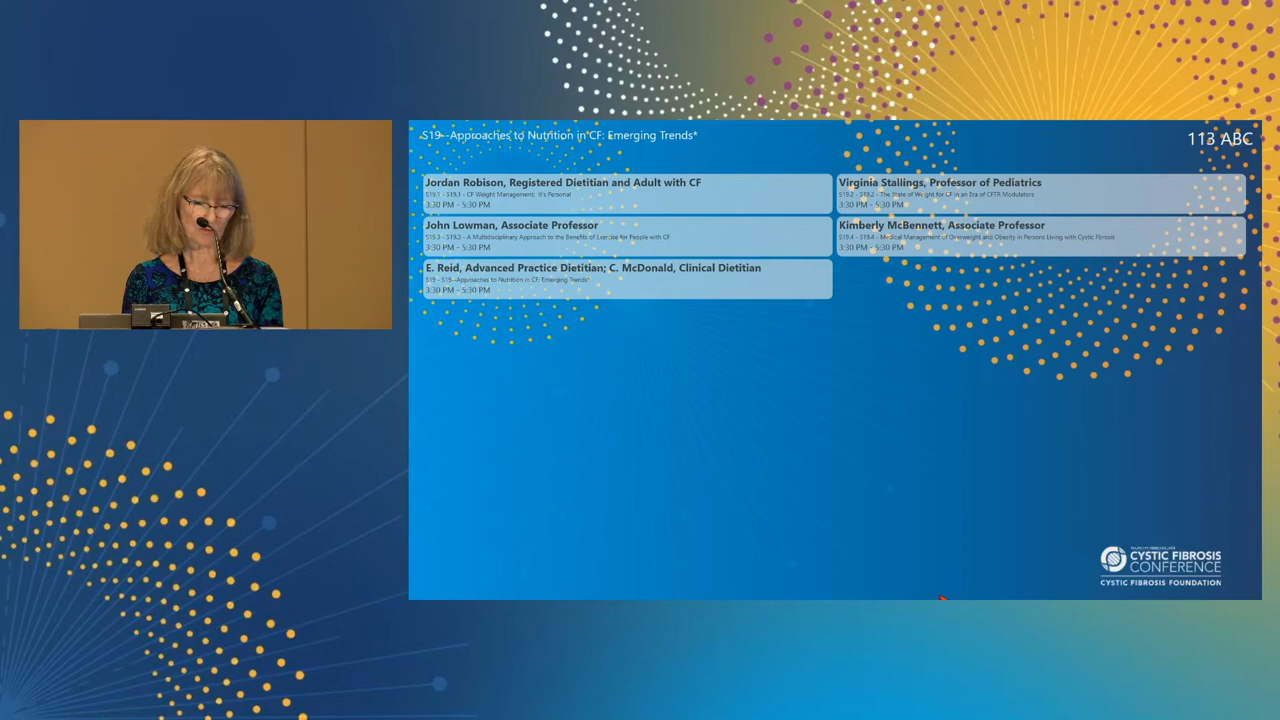 S19--Approaches to Nutrition in CF: Emerging Trends*
113 ABC
Jordan Robison, Registered Dietitian and Adult with CF
S19.1 - S19.1 - CF Weight Management: It's Personal
3:30 PM - 5:30 PM
Virginia Stallings, Professor of Pediatrics
S19.2 - S19.2 - The State of Weight for CF in an Era of CFTR Modulators
3:30 PM - 5:30 PM
John Lowman, Associate Professor
S19.3 - S19.3 - A Multidisciplinary Approach to the Benefits of Exercise for People with CF
3:30 PM - 5:30 PM
Kimberly McBennett, Associate Professor
S19.4 - S19.4 - Medical Management of Overweight and Obesity in Persons Living with Cystic Fibrosis
3:30 PM - 5:30 PM
E. Reid, Advanced Practice Dietitian; C. McDonald, Clinical Dietitian
S19 - S19--Approaches to Nutrition in CF: Emerging Trends*
3:30 PM - 5:30 PM
CYSTIC FIBROSIS
CONFERENCE
CYSTIC FIBROSIS FOUNDATION